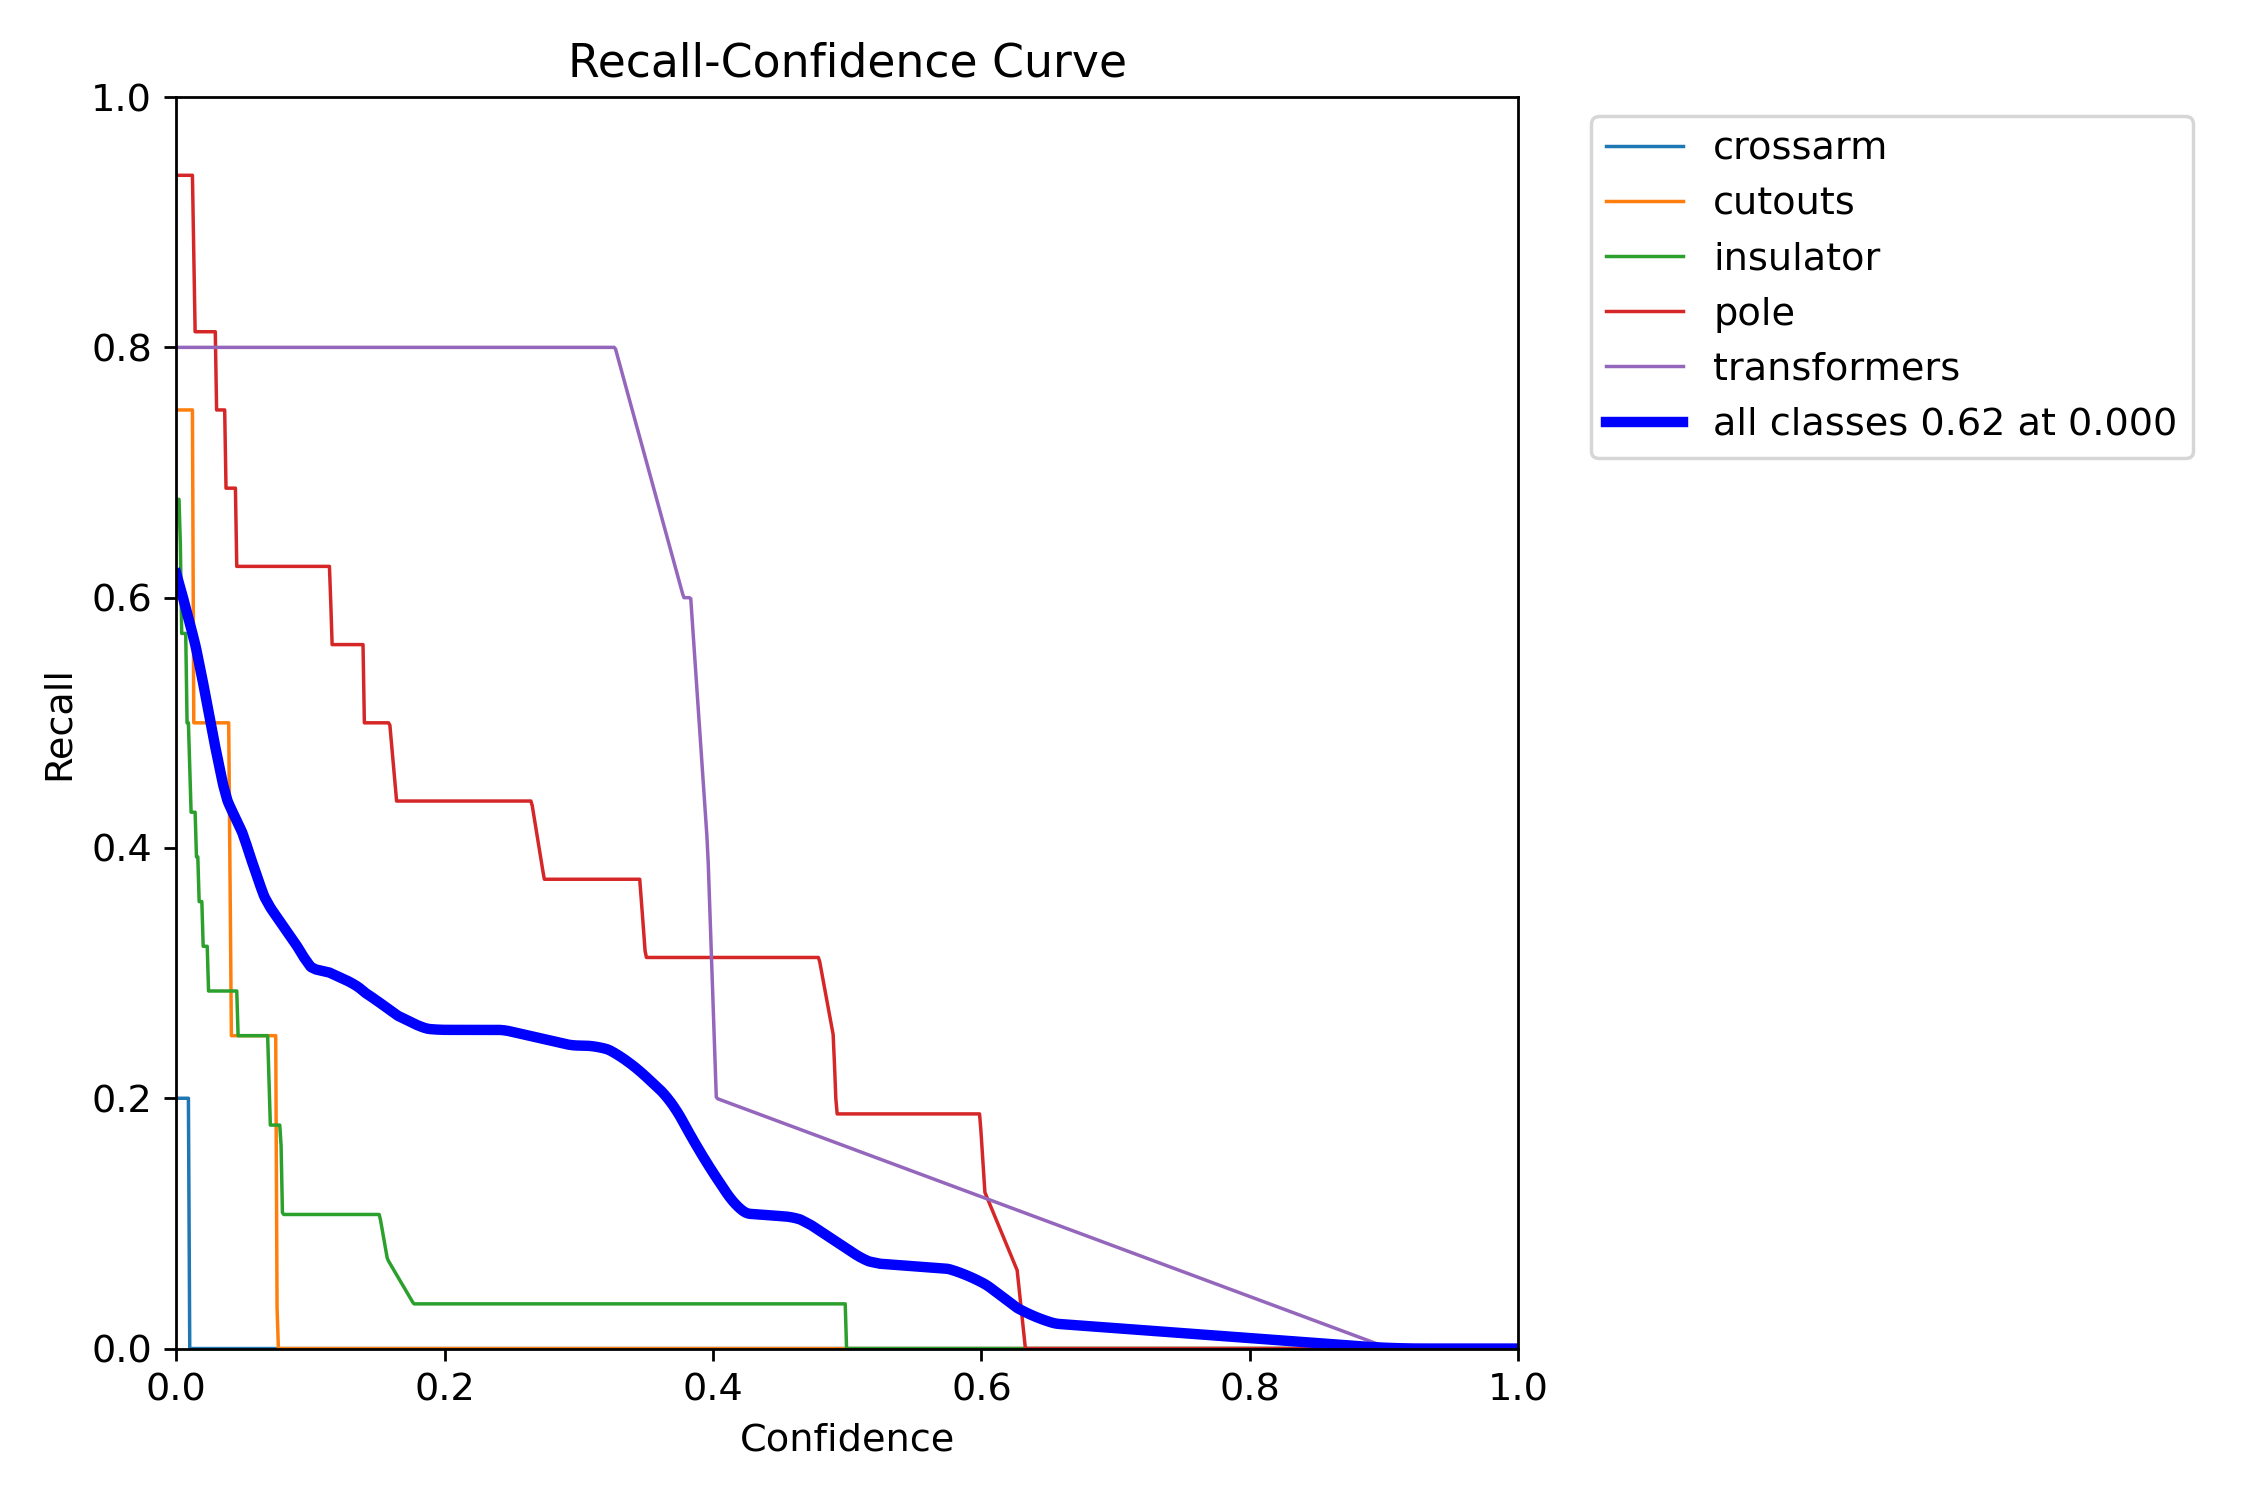 Recall-Confidence Curve
1.0
0.8
0.6
0.4
0.2
0.0
Recall
0.0 0.2 0.4 0.6 0.8 1.0
Confidence
crossarm
cutouts
insulator
pole
transformers
all classes 0.62 at 0.000